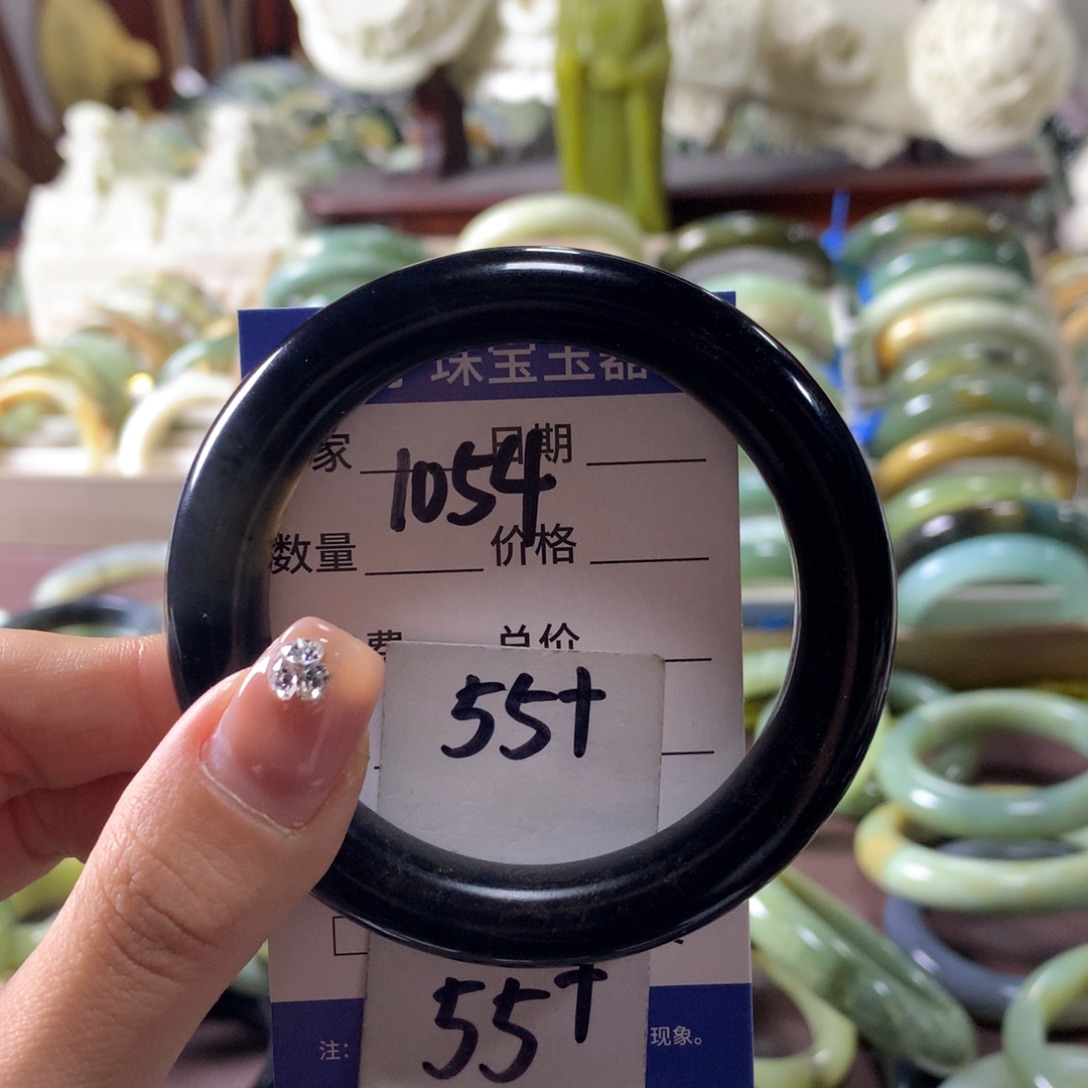 珠宝玉器
家 日期
1054
数量 价格
费 总价
55+
55+
注: 现象。